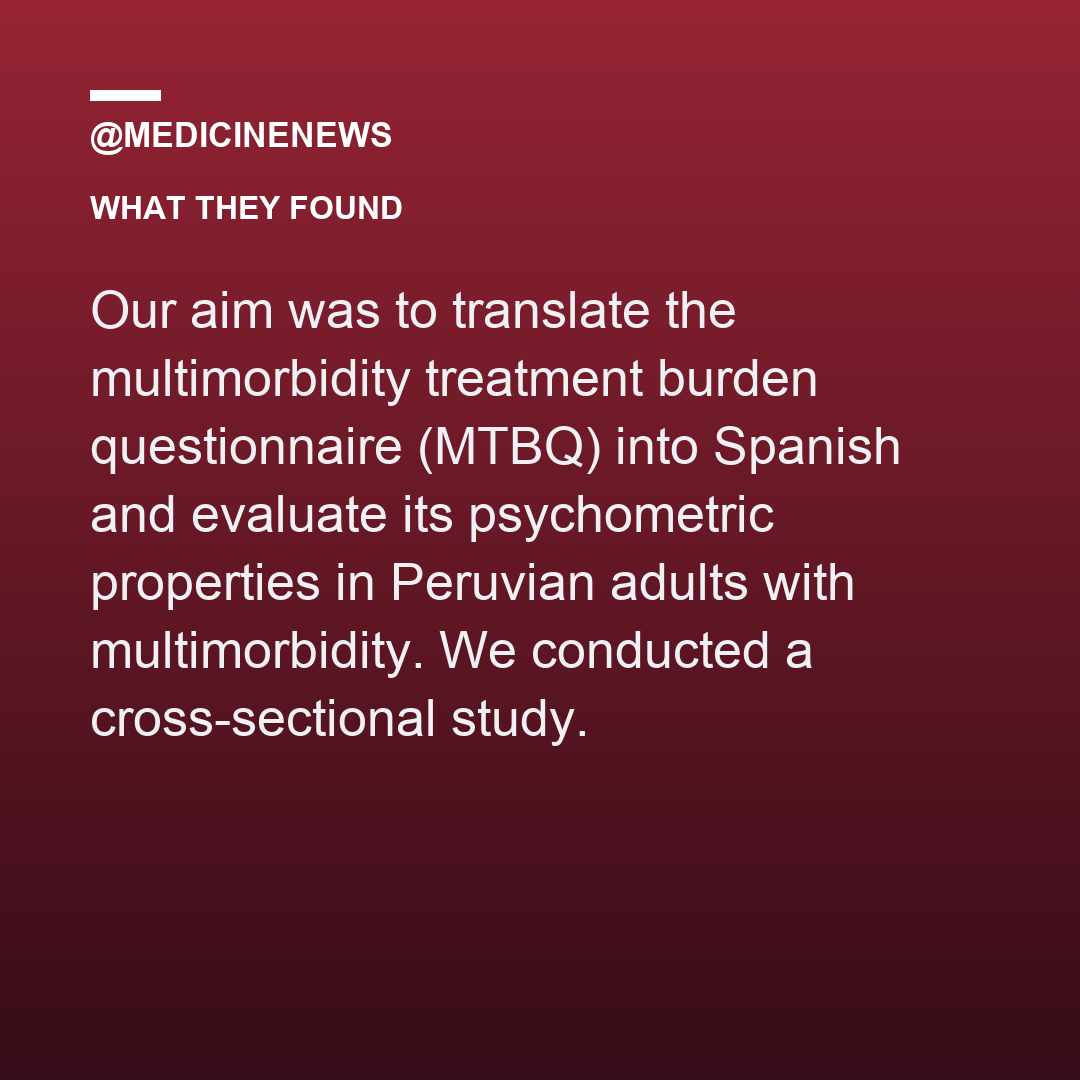 @MEDICINENEWS
WHAT THEY FOUND
Our aim was to translate the
multimorbidity treatment burden
questionnaire (MTBQ) into Spanish
and evaluate its psychometric
properties in Peruvian adults with
multimorbidity. We conducted a
cross-sectional study.